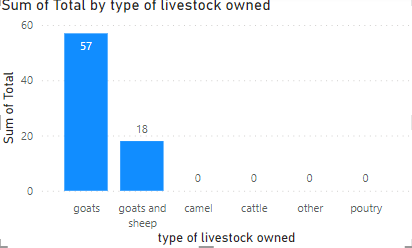 Sum of Total by type of livestock owned
60
40
20
0
Sum of Total
57
18
0
0
0
0
goats
goats and
sheep
camel
cattle
other
poutry
type of livestock owned